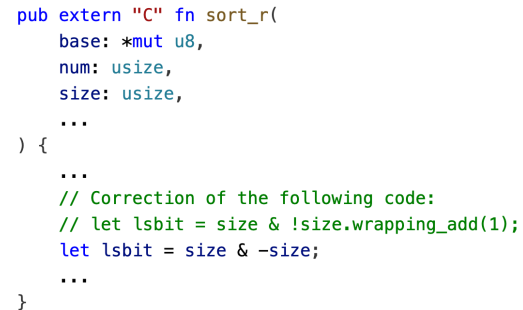 pub extern "C" fn sort_r(
    base: *mut u8,
    num: usize,
    size: usize,
    ...
) {
    ...
    // Correction of the following code:
    // let lsbit = size & !size.wrapping_add(1);
    let lsbit = size & -size;
    ...
}